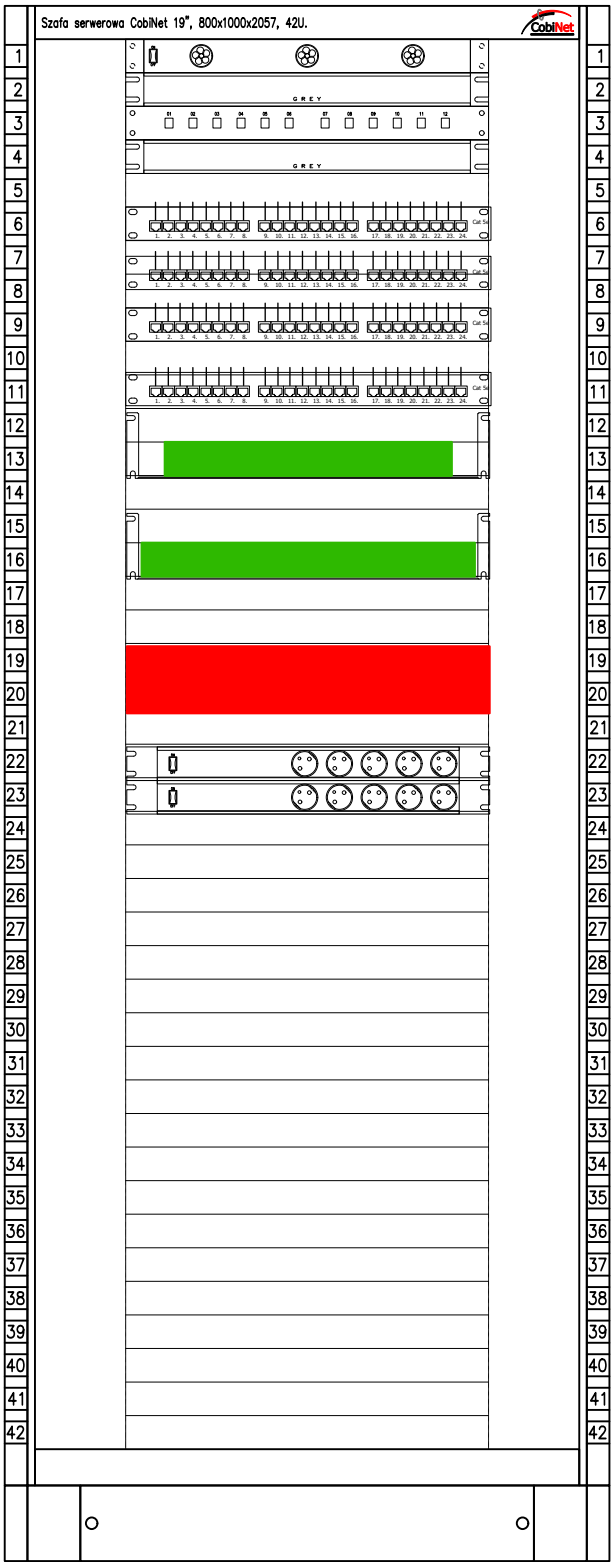 Szafa serwerowa CobiNet 19", 800x1000x2057, 42U.
CobiNet
1 1
2 2
GREY
3 01 02 03 04 05 06 07 08 09 10 11 12 3
4 4
GREY
5 5
6 Cat 5e 6
1. 2. 3. 4. 5. 6. 7. 8. 9. 10. 11. 12. 13. 14. 15. 16. 17. 18. 19. 20. 21. 22. 23. 24.
7 7
Cat 5e
1. 2. 3. 4. 5. 6. 7. 8. 9. 10. 11. 12. 13. 14. 15. 16. 17. 18. 19. 20. 21. 22. 23. 24.
8 8
9 Cat 5e 9
1. 2. 3. 4. 5. 6. 7. 8. 9. 10. 11. 12. 13. 14. 15. 16. 17. 18. 19. 20. 21. 22. 23. 24.
10 10
11 Cat 5e 11
1. 2. 3. 4. 5. 6. 7. 8. 9. 10. 11. 12. 13. 14. 15. 16. 17. 18. 19. 20. 21. 22. 23. 24.
12 12
13 13
14 14
15 15
16 16
17 17
18 18
19 19
20 20
21 21
22 22
23 23
24 24
25 25
26 26
27 27
28 28
29 29
30 30
31 31
32 32
33 33
34 34
35 35
36 36
37 37
38 38
39 39
40 40
41 41
42 42